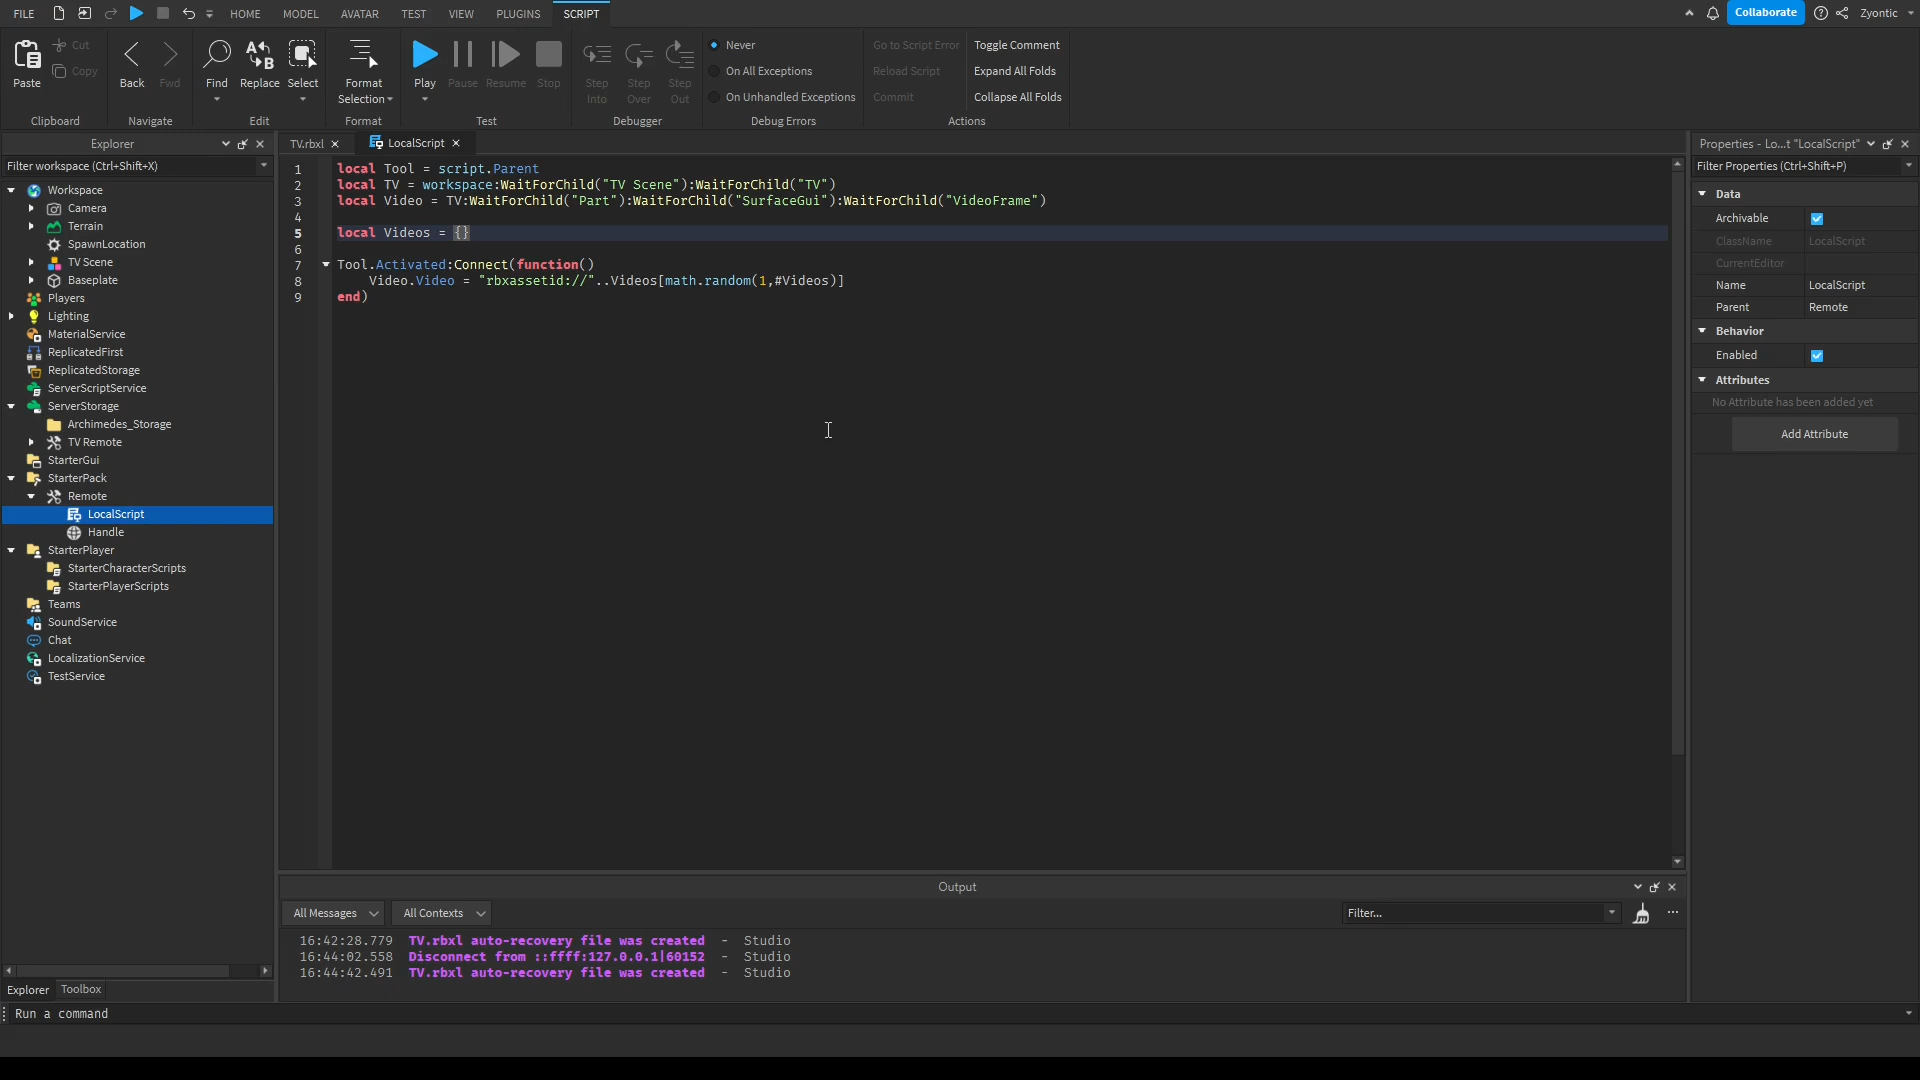 FILE HOME MODEL AVATAR TEST VIEW PLUGINS SCRIPT Collaborate Zyontic
Paste Cut Copy Clipboard
Back Fwd Navigate
Find Replace Select Edit
Format Selection Format
Play Pause Resume Stop Test
Step Into Step Over Step Out Debugger
Never
On All Exceptions
On Unhandled Exceptions
Debug Errors
Go to Script Error
Reload Script
Commit
Toggle Comment
Expand All Folds
Collapse All Folds
Actions
Explorer
Filter workspace (Ctrl+Shift+X)
Workspace
Camera
Terrain
SpawnLocation
TV Scene
Baseplate
Players
Lighting
MaterialService
ReplicatedFirst
ReplicatedStorage
ServerScriptService
ServerStorage
Archimedes_Storage
TV Remote
StarterGui
StarterPack
Remote
LocalScript
Handle
StarterPlayer
StarterCharacterScripts
StarterPlayerScripts
Teams
SoundService
Chat
LocalizationService
TestService
Explorer Toolbox
TV.rbxl LocalScript
1 local Tool = script.Parent
2 local TV = workspace:WaitForChild("TV Scene"):WaitForChild("TV")
3 local Video = TV:WaitForChild("Part"):WaitForChild("SurfaceGui"):WaitForChild("VideoFrame")
4
5 local Videos = {}
6
7 Tool.Activated:Connect(function()
8 Video.Video = "rbxassetid://"..Videos[math.random(1,#Videos)]
9 end)
Output
All Messages All Contexts Filter...
16:42:28.779 TV.rbxl auto-recovery file was created - Studio
16:44:02.558 Disconnect from ::ffff:127.0.0.1|60152 - Studio
16:44:42.491 TV.rbxl auto-recovery file was created - Studio
Properties - Lo...t "LocalScript"
Filter Properties (Ctrl+Shift+P)
Data
Archivable
ClassName LocalScript
CurrentEditor
Name LocalScript
Parent Remote
Behavior
Enabled
Attributes
No Attribute has been added yet
Add Attribute
Run a command